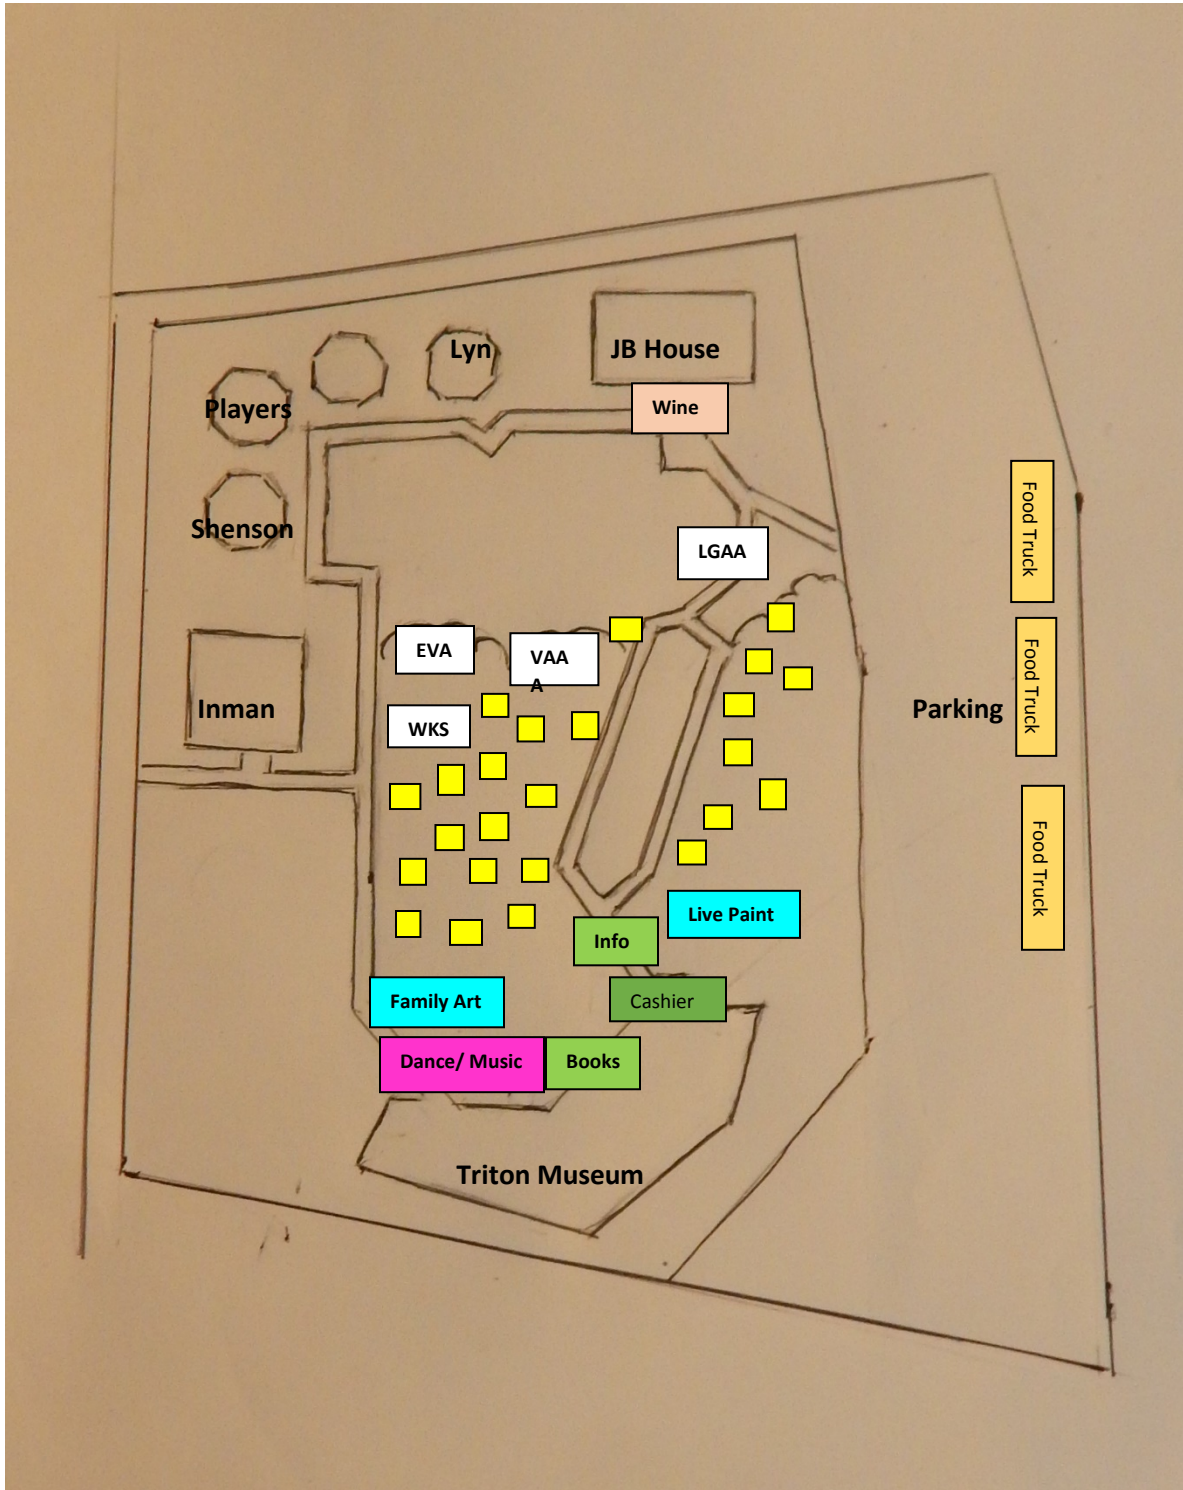 Lyn
JB House
Players
Wine
Shenson
LGAA
Food Truck
EVA
VAA
A
Food Truck
Inman
WKS
Parking
Food Truck
Live Paint
Info
Family Art
Cashier
Dance/ Music
Books
Triton Museum